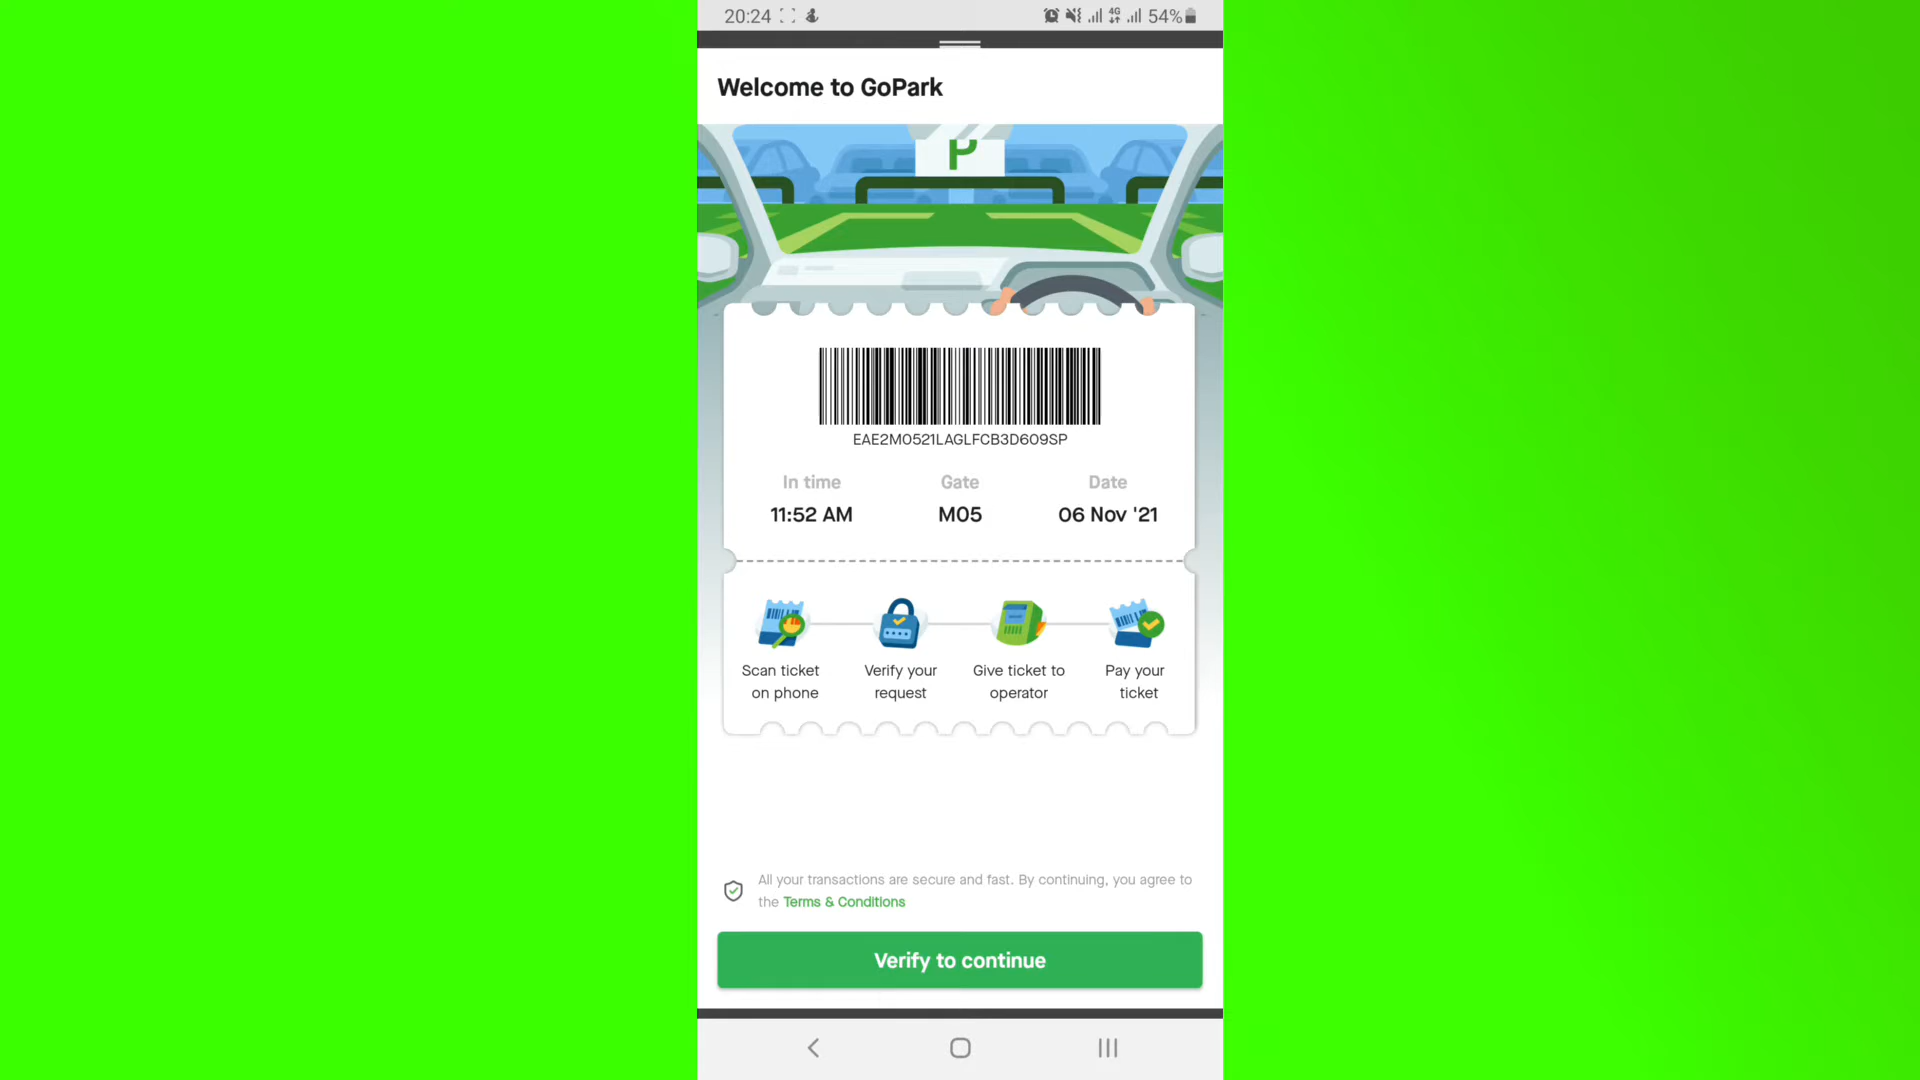 20:24 4G 54%
Welcome to GoPark
P
EAE2M0521LAGLFCB3D609SP
In time Gate Date
11:52 AM M05 06 Nov '21
Scan ticket Verify your Give ticket to Pay your
on phone request operator ticket
All your transactions are secure and fast. By continuing, you agree to
the Terms & Conditions
Verify to continue